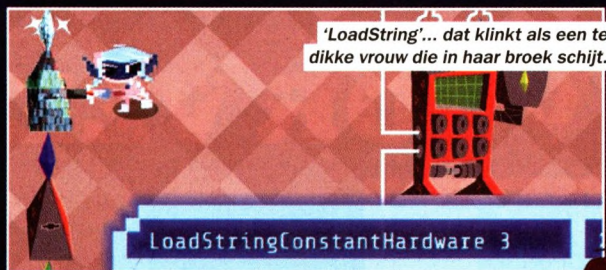 'LoadString'... dat klinkt als een te
dikke vrouw die in haar broek schijt.
LoadStringConstantHardware 3